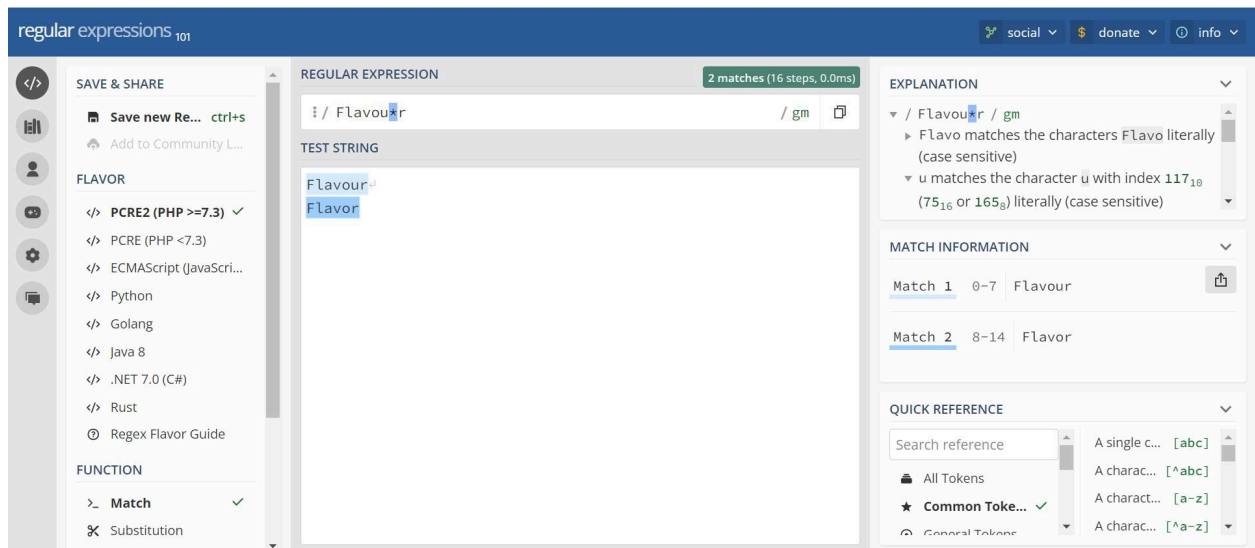 regular expressions 101
social
$ donate
info
SAVE & SHARE
Save new Re... ctrl+s
Add to Community L...
FLAVOR
</> PCRE2 (PHP >=7.3)
</> PCRE (PHP <7.3)
</> ECMAScript (JavaScri...
</> Python
</> Golang
</> Java 8
</> .NET 7.0 (C#)
</> Rust
Regex Flavor Guide
FUNCTION
>_ Match
Substitution
REGULAR EXPRESSION
2 matches (16 steps, 0.0ms)
/ Flavou*r / gm
TEST STRING
Flavour
Flavor
EXPLANATION
/ Flavou*r / gm
Flavo matches the characters Flavo literally
(case sensitive)
u matches the character u with index 117₁₀
(75₁₆ or 165₈) literally (case sensitive)
MATCH INFORMATION
Match 1 0-7 Flavour
Match 2 8-14 Flavor
QUICK REFERENCE
Search reference
All Tokens
Common Toke...
General Tokens
A single c... [abc]
A charac... [^abc]
A charact... [a-z]
A charac... [^a-z]